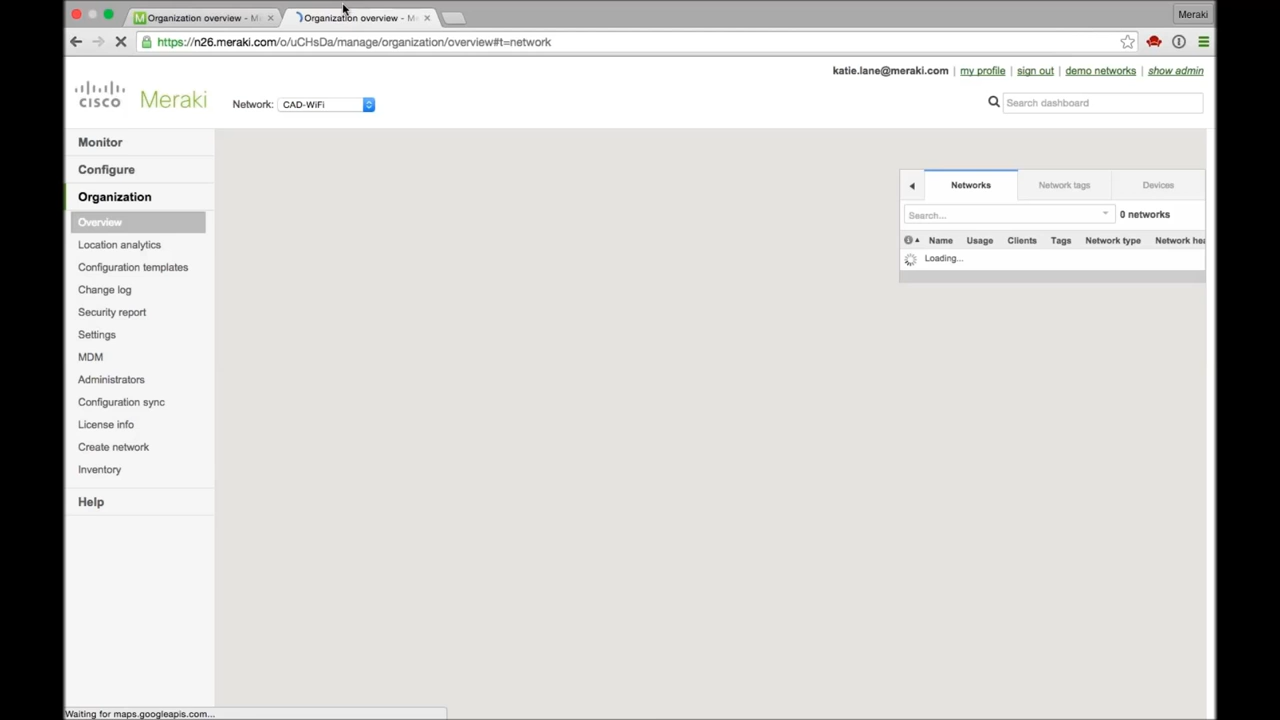 Organization overview - Me
Organization overview - Me
Meraki
https://n26.meraki.com/o/uCHsDa/manage/organization/overview#t=network
katie.lane@meraki.com | my profile | sign out | demo networks | show admin
CISCO Meraki
Network: CAD-WiFi
Search dashboard
Monitor
Configure
Organization
Overview
Location analytics
Configuration templates
Change log
Security report
Settings
MDM
Administrators
Configuration sync
License info
Create network
Inventory
Help
Networks Network tags Devices
Search... 0 networks
Name Usage Clients Tags Network type Network hea
Loading...
Waiting for maps.googleapis.com...